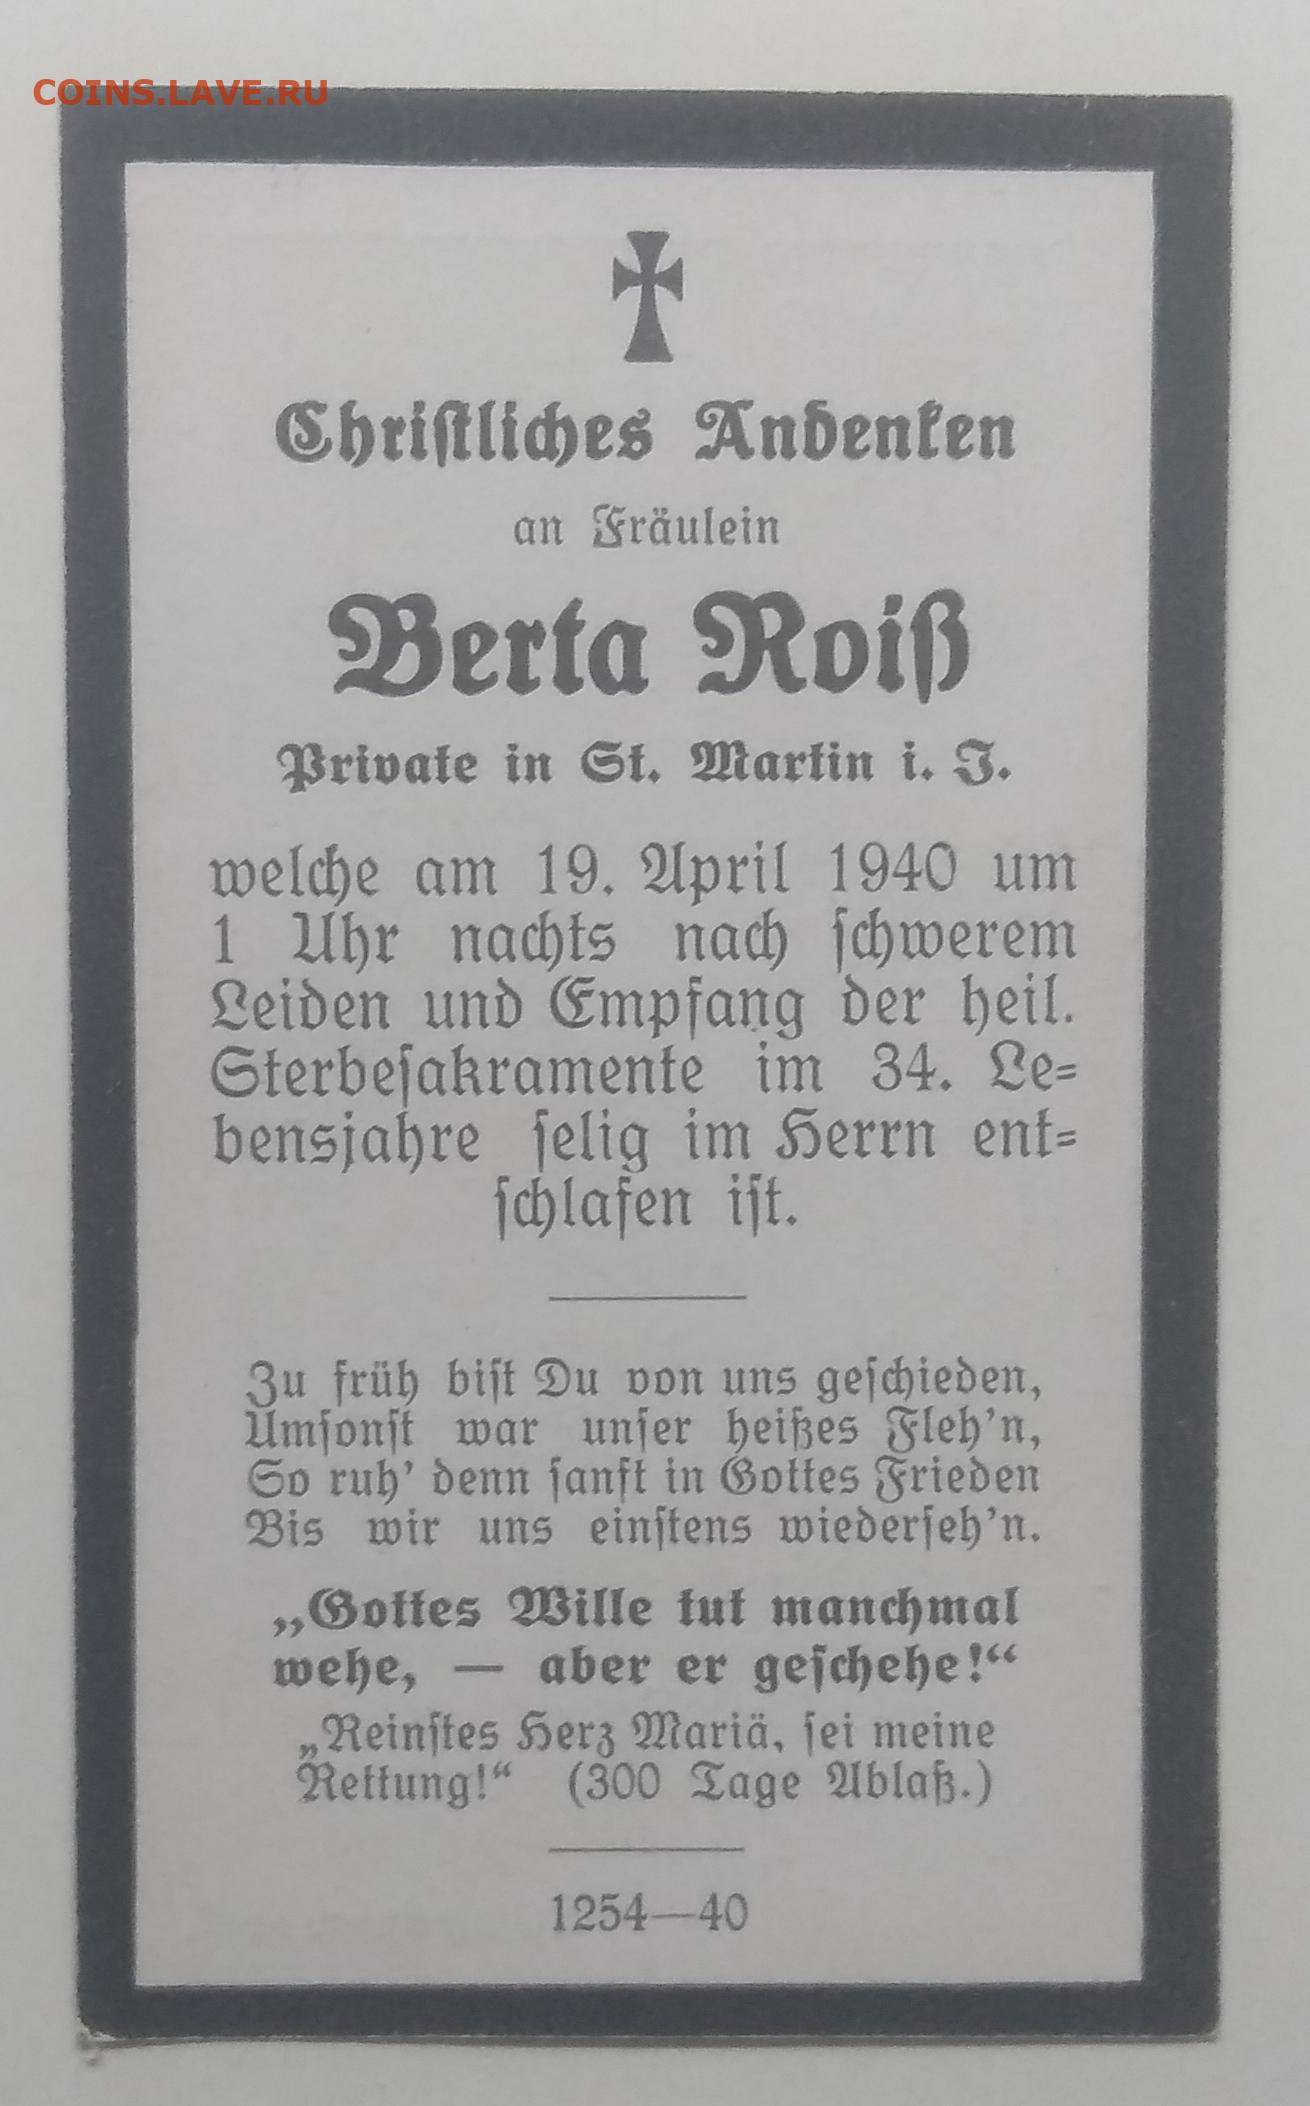 COINS.LAVE.RU
Chriſtliches Andenken
an Fräulein
Berta Roiß
Private in St. Martin i. J.
welche am 19. April 1940 um
1 Uhr nachts nach ſchwerem
Leiden und Empfang der heil.
Sterbeſakramente im 34. Le=
bensjahre ſelig im Herrn ent=
ſchlafen iſt.
Zu früh biſt Du von uns geſchieden,
Umſonſt war unſer heißes Fleh’n,
So ruh’ denn ſanft in Gottes Frieden
Bis wir uns einſtens wiederſeh’n.
„Gottes Wille tut manchmal
wehe, — aber er geſchehe!“
„Reinſtes Herz Mariä, ſei meine
Rettung!“ (300 Tage Ablaß.)
1254—40